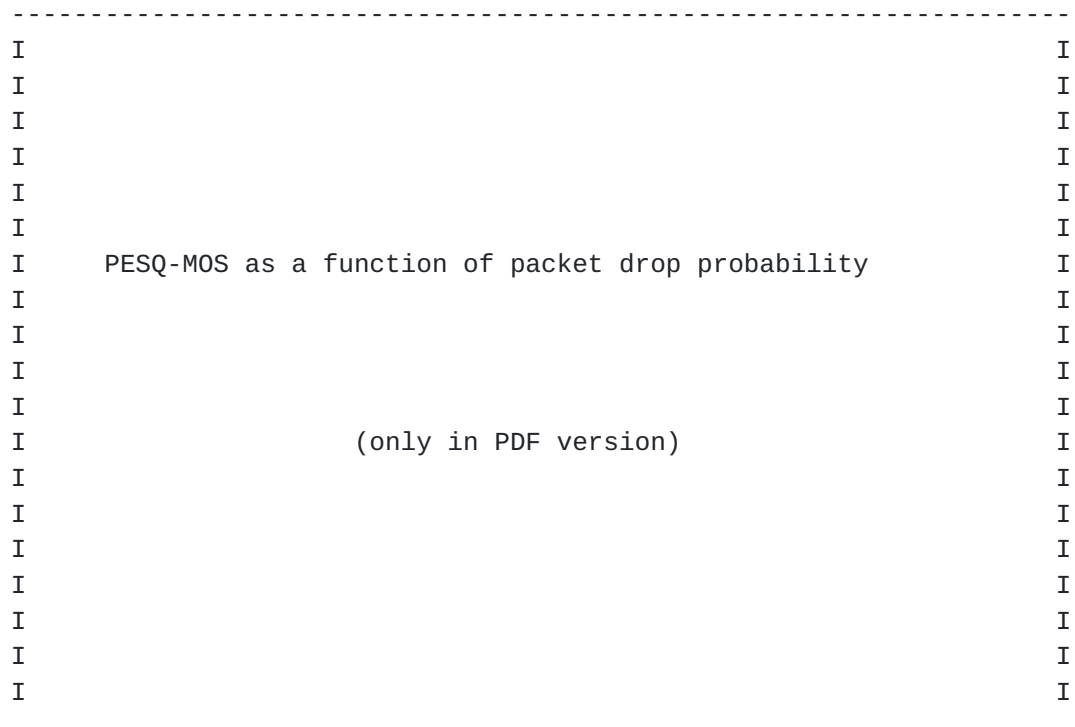 --------------------------------------------------------------------
I                                                                  I
I                                                                  I
I                                                                  I
I                                                                  I
I                                                                  I
I                                                                  I
I     PESQ-MOS as a function of packet drop probability            I
I                                                                  I
I                                                                  I
I                                                                  I
I                                                                  I
I                     (only in PDF version)                        I
I                                                                  I
I                                                                  I
I                                                                  I
I                                                                  I
I                                                                  I
I                                                                  I
I                                                                  I